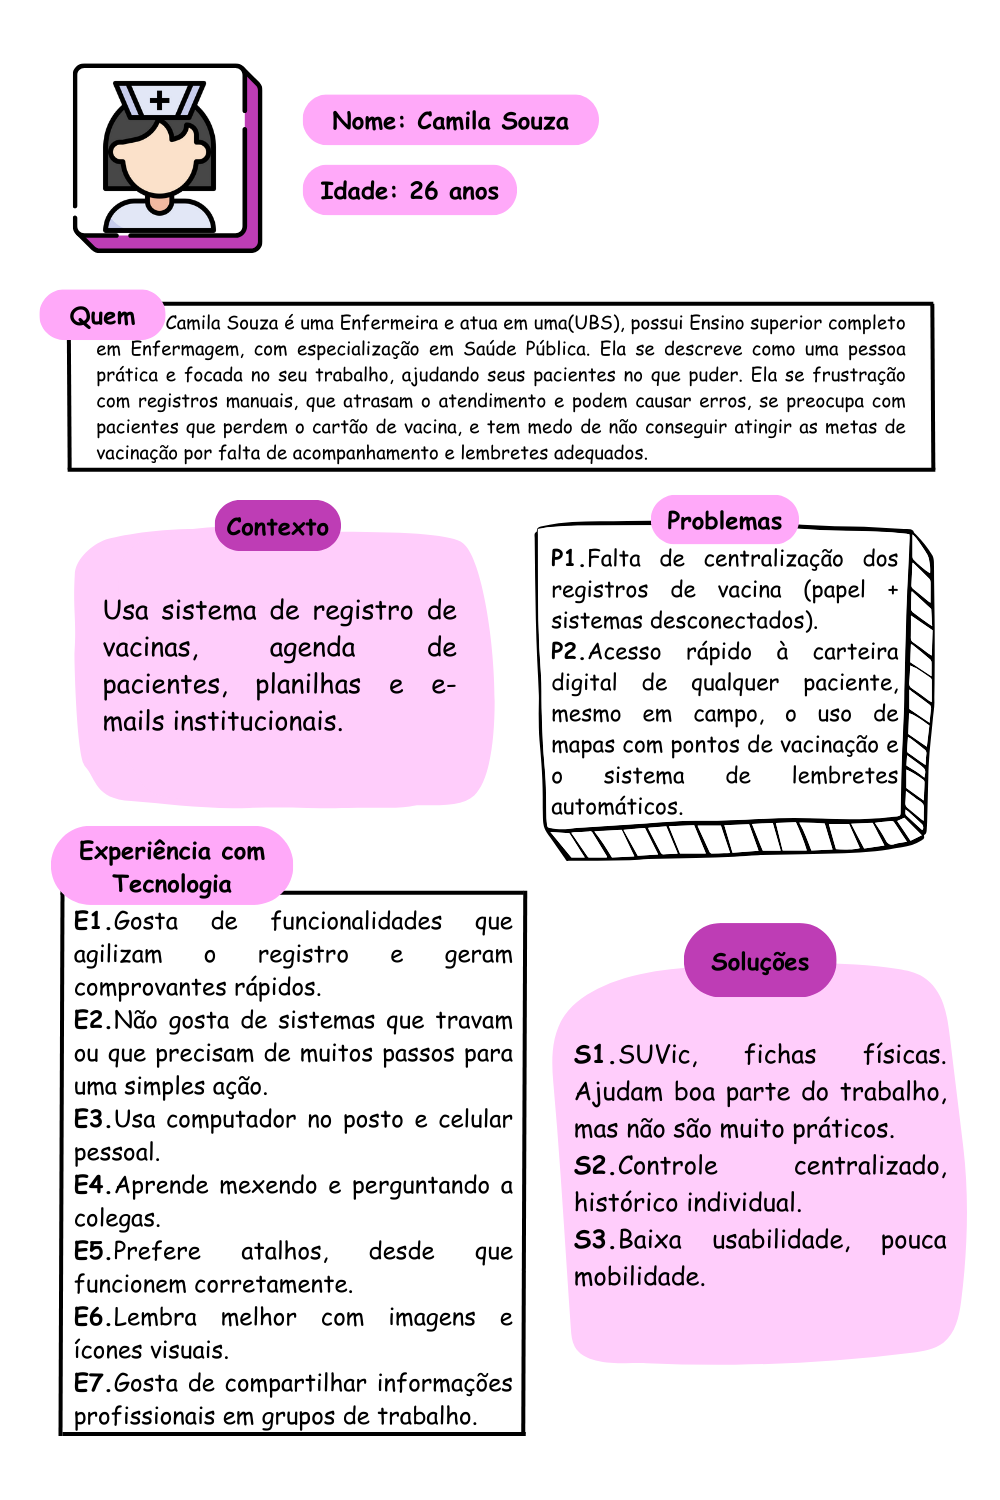 Nome: Camila Souza
Idade: 26 anos
Quem
Camila Souza é uma Enfermeira e atua em uma(UBS), possui Ensino superior completo
em Enfermagem, com especialização em Saúde Pública. Ela se descreve como uma pessoa
prática e focada no seu trabalho, ajudando seus pacientes no que puder. Ela se frustração
com registros manuais, que atrasam o atendimento e podem causar erros, se preocupa com
pacientes que perdem o cartão de vacina, e tem medo de não conseguir atingir as metas de
vacinação por falta de acompanhamento e lembretes adequados.
Contexto
Usa sistema de registro de
vacinas, agenda de
pacientes, planilhas e e-
mails institucionais.
Problemas
P1.Falta de centralização dos
registros de vacina (papel +
sistemas desconectados).
P2.Acesso rápido à carteira
digital de qualquer paciente,
mesmo em campo, o uso de
mapas com pontos de vacinação e
o sistema de lembretes
automáticos.
Experiência com
Tecnologia
E1.Gosta de funcionalidades que
agilizam o registro e geram
comprovantes rápidos.
E2.Não gosta de sistemas que travam
ou que precisam de muitos passos para
uma simples ação.
E3.Usa computador no posto e celular
pessoal.
E4.Aprende mexendo e perguntando a
colegas.
E5.Prefere atalhos, desde que
funcionem corretamente.
E6.Lembra melhor com imagens e
ícones visuais.
E7.Gosta de compartilhar informações
profissionais em grupos de trabalho.
Soluções
S1.SUVic, fichas físicas.
Ajudam boa parte do trabalho,
mas não são muito práticos.
S2.Controle centralizado,
histórico individual.
S3.Baixa usabilidade, pouca
mobilidade.